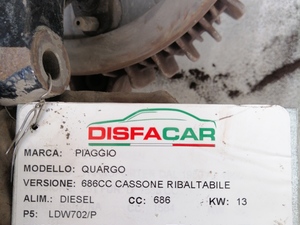 DISFACAR
MARCA: PIAGGIO
MODELLO: QUARGO
VERSIONE: 686CC CASSONE RIBALTABILE
ALIM.: DIESEL CC: 686 KW: 13
P5: LDW702/P